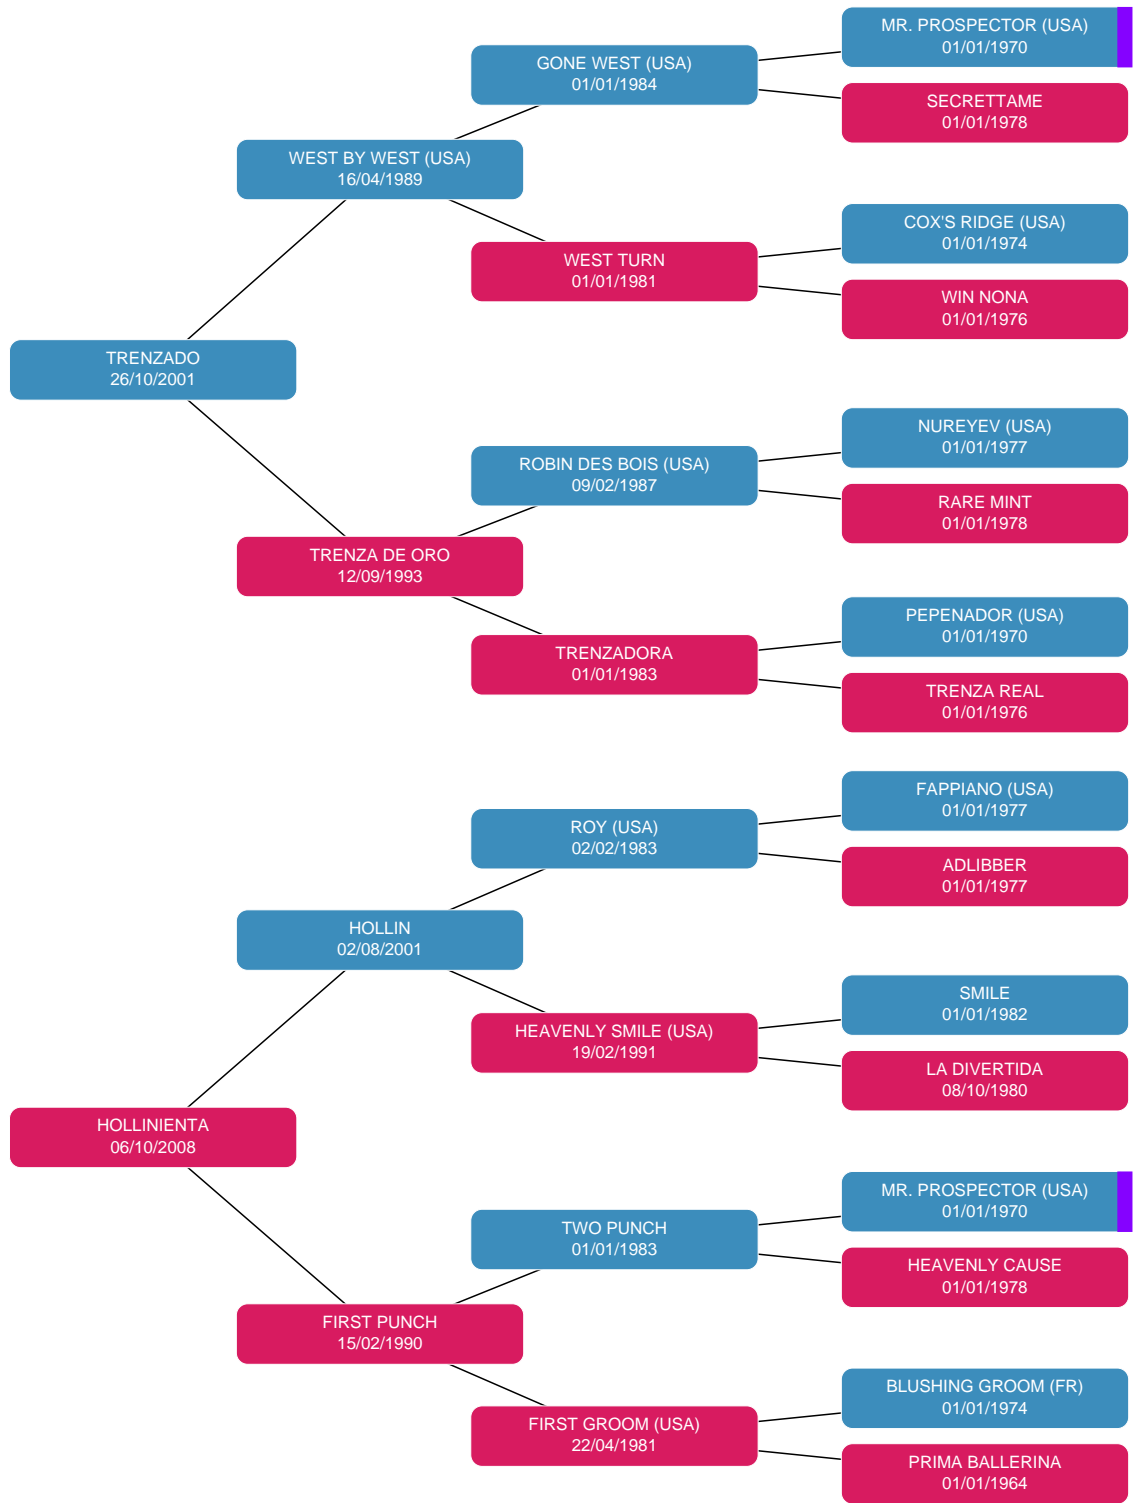 MR. PROSPECTOR (USA)
01/01/1970
GONE WEST (USA)
01/01/1984
SECRETTAME
01/01/1978
WEST BY WEST (USA)
16/04/1989
COX'S RIDGE (USA)
01/01/1974
WEST TURN
01/01/1981
WIN NONA
01/01/1976
TRENZADO
26/10/2001
NUREYEV (USA)
01/01/1977
ROBIN DES BOIS (USA)
09/02/1987
RARE MINT
01/01/1978
TRENZA DE ORO
12/09/1993
PEPENADOR (USA)
01/01/1970
TRENZADORA
01/01/1983
TRENZA REAL
01/01/1976
FAPPIANO (USA)
01/01/1977
ROY (USA)
02/02/1983
ADLIBBER
01/01/1977
HOLLIN
02/08/2001
SMILE
01/01/1982
HEAVENLY SMILE (USA)
19/02/1991
LA DIVERTIDA
08/10/1980
HOLLINIENTA
06/10/2008
MR. PROSPECTOR (USA)
01/01/1970
TWO PUNCH
01/01/1983
HEAVENLY CAUSE
01/01/1978
FIRST PUNCH
15/02/1990
BLUSHING GROOM (FR)
01/01/1974
FIRST GROOM (USA)
22/04/1981
PRIMA BALLERINA
01/01/1964